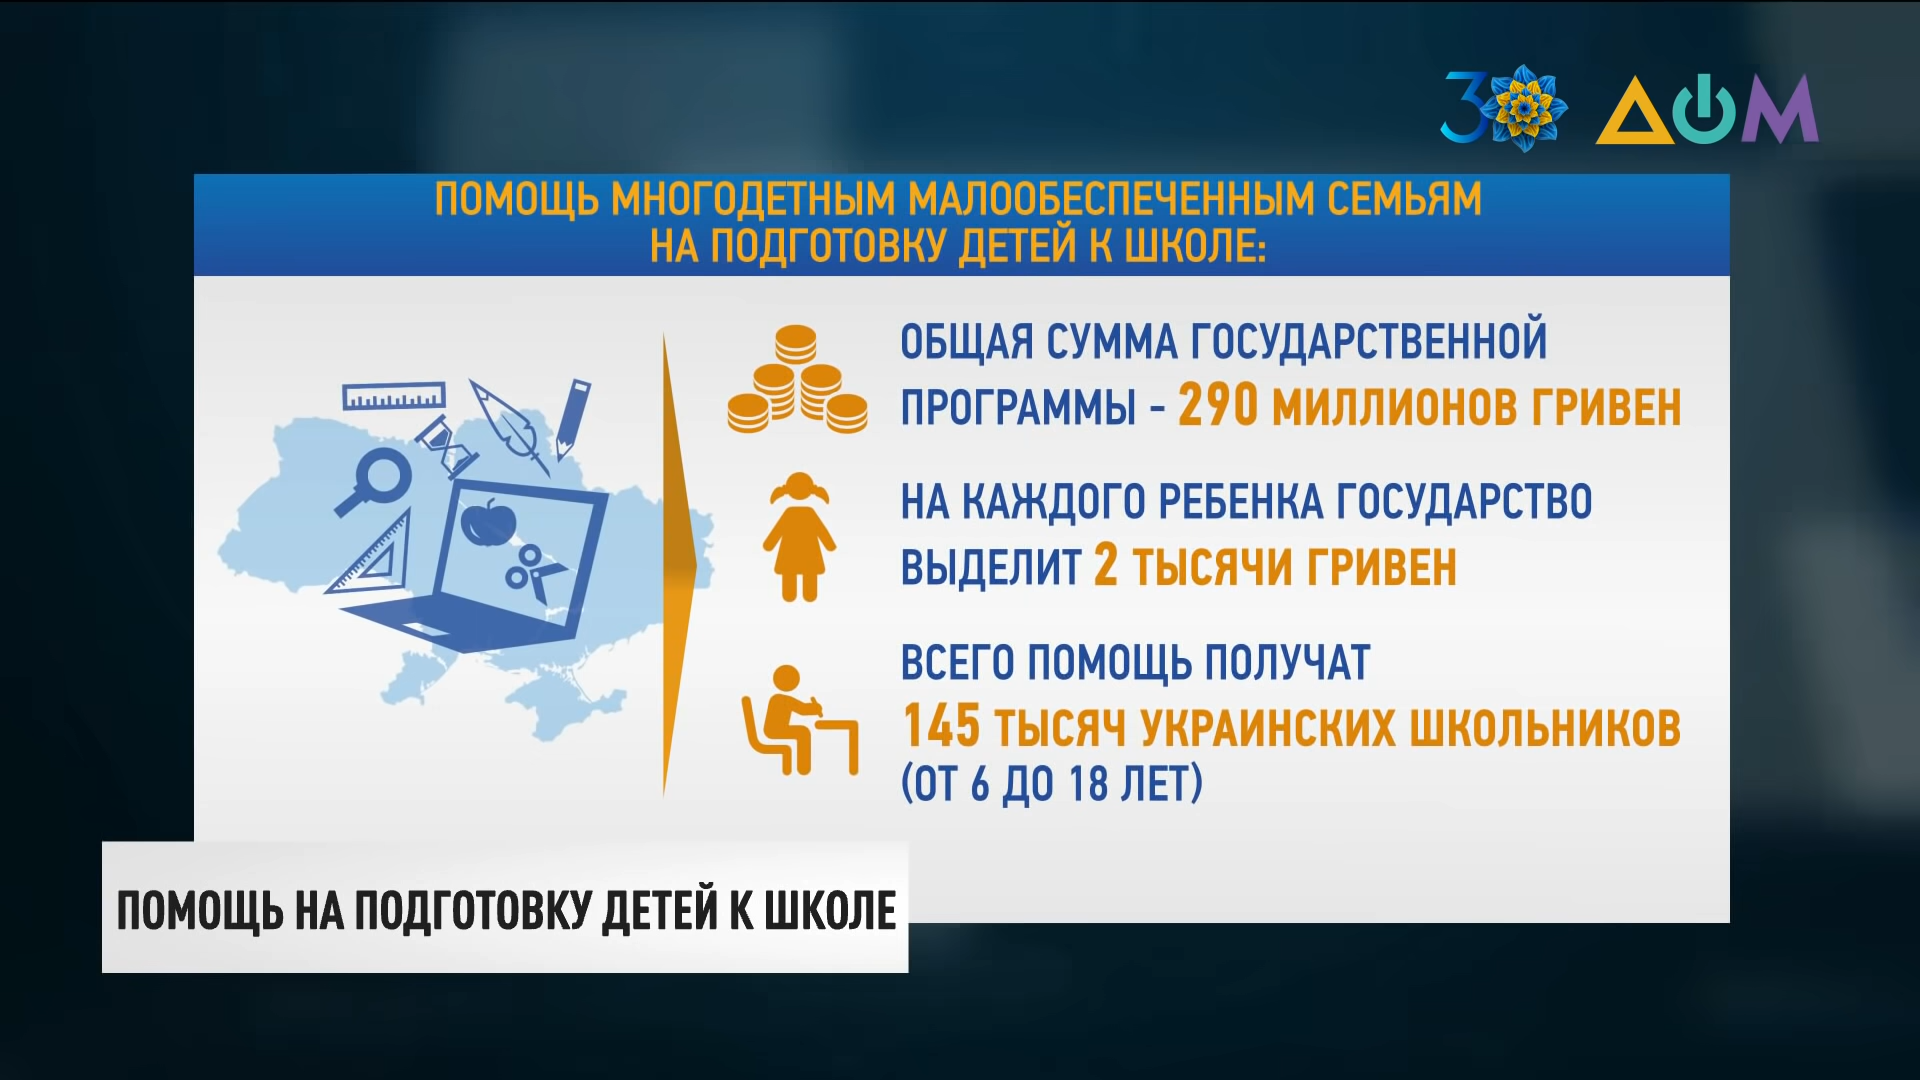 30 ДОМ
ПОМОЩЬ МНОГОДЕТНЫМ МАЛООБЕСПЕЧЕННЫМ СЕМЬЯМ
НА ПОДГОТОВКУ ДЕТЕЙ К ШКОЛЕ:
ОБЩАЯ СУММА ГОСУДАРСТВЕННОЙ
ПРОГРАММЫ - 290 МИЛЛИОНОВ ГРИВЕН
НА КАЖДОГО РЕБЕНКА ГОСУДАРСТВО
ВЫДЕЛИТ 2 ТЫСЯЧИ ГРИВЕН
ВСЕГО ПОМОЩЬ ПОЛУЧАТ
145 ТЫСЯЧ УКРАИНСКИХ ШКОЛЬНИКОВ
(ОТ 6 ДО 18 ЛЕТ)
ПОМОЩЬ НА ПОДГОТОВКУ ДЕТЕЙ К ШКОЛЕ